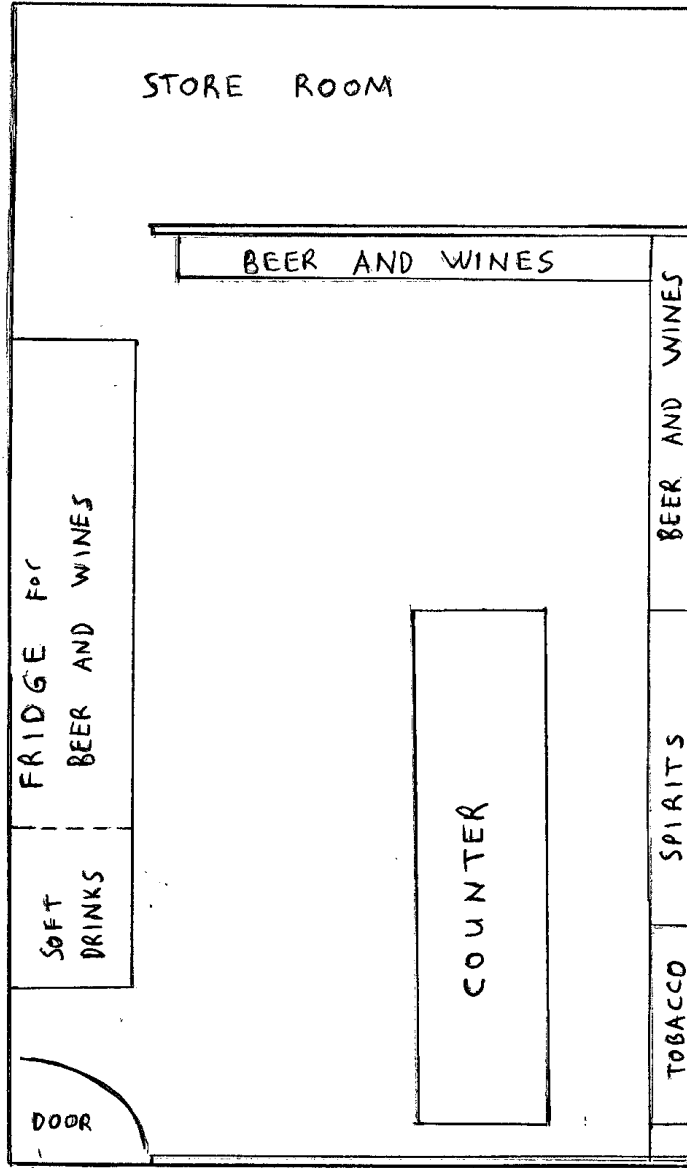 STORE ROOM
BEER AND WINES
BEER AND WINES
FRIDGE For
BEER AND WINES
SPIRITS
COUNTER
SOFT
DRINKS
TOBACCO
DOOR